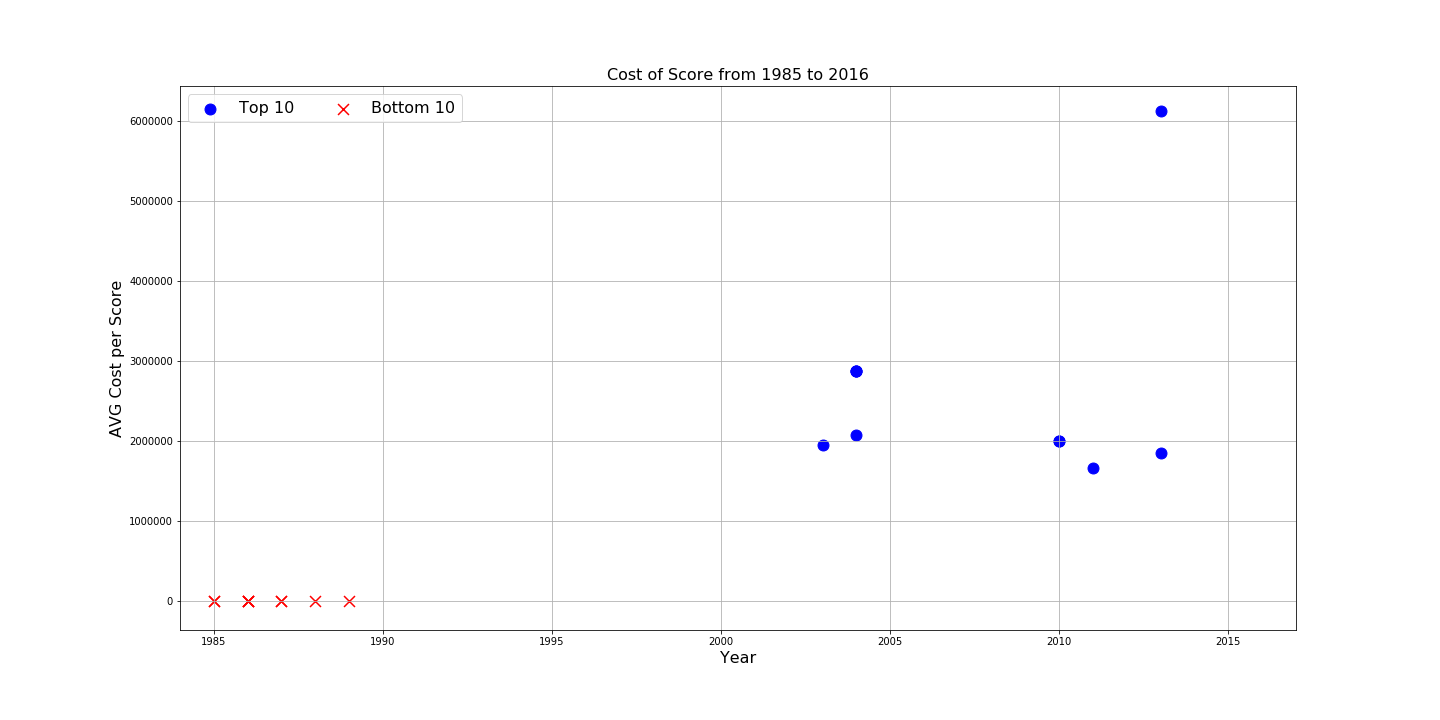 Cost of Score from 1985 to 2016
Top 10 Bottom 10
6000000
5000000
4000000
3000000
2000000
1000000
0
AVG Cost per Score
1985 1990 1995 2000 2005 2010 2015
Year